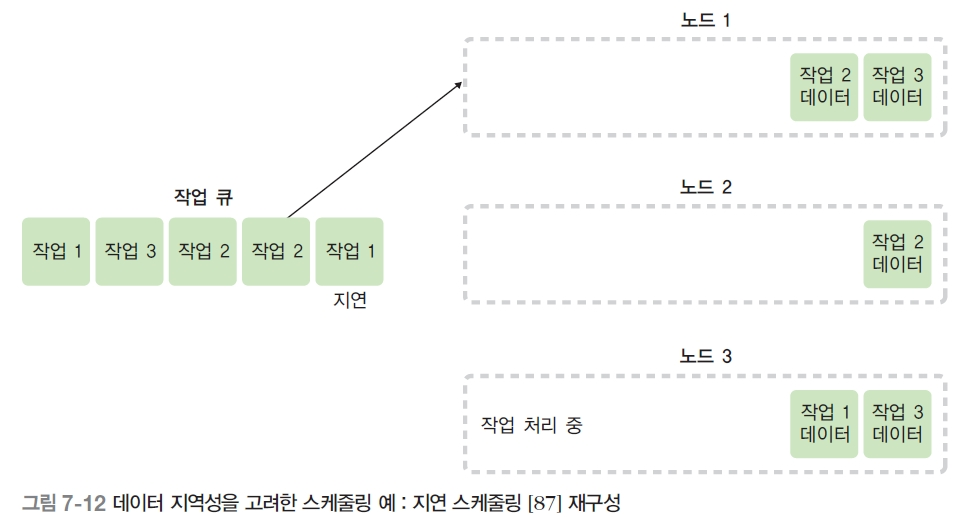 노드 1
작업 2
데이터
작업 3
데이터
작업 큐
작업 1
작업 3
작업 2
작업 2
작업 1
지연
노드 2
작업 2
데이터
노드 3
작업 처리 중
작업 1
데이터
작업 3
데이터
그림 7-12 데이터 지역성을 고려한 스케줄링 예 : 지연 스케줄링 [87] 재구성